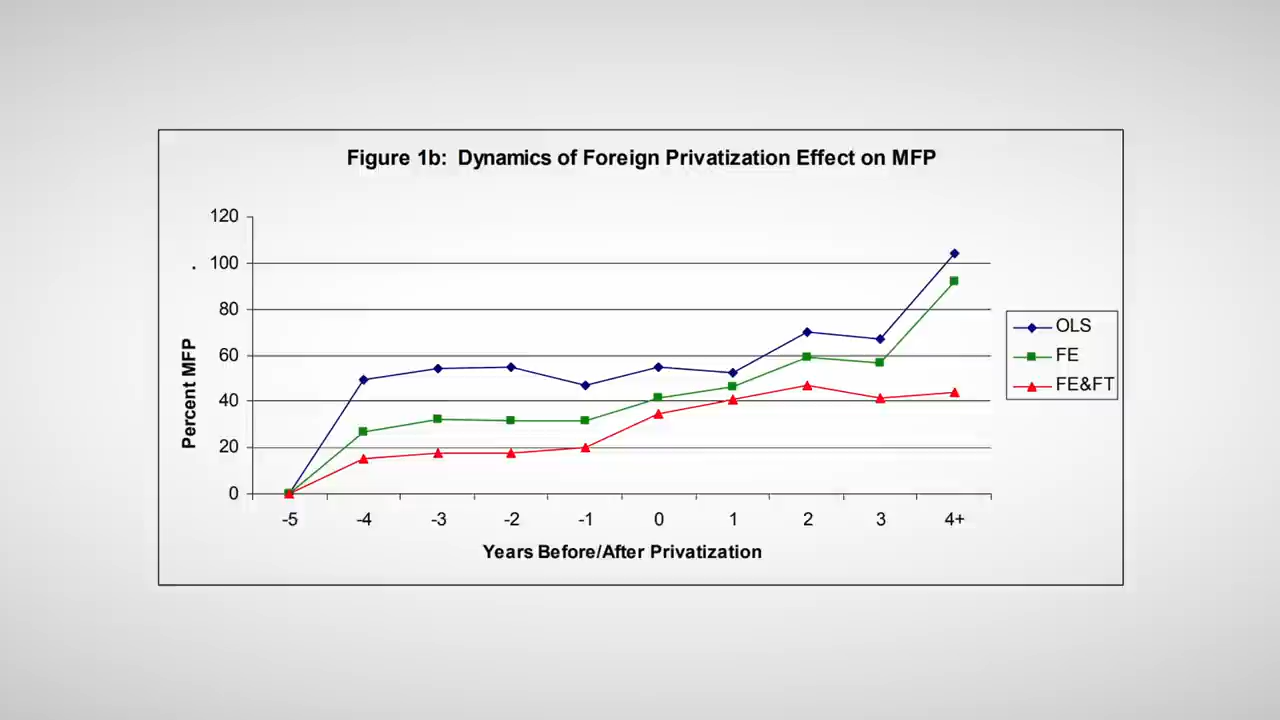 Figure 1b: Dynamics of Foreign Privatization Effect on MFP
120
100
80
60
40
20
0
Percent MFP
-5 -4 -3 -2 -1 0 1 2 3 4+
Years Before/After Privatization
OLS
FE
FE&FT